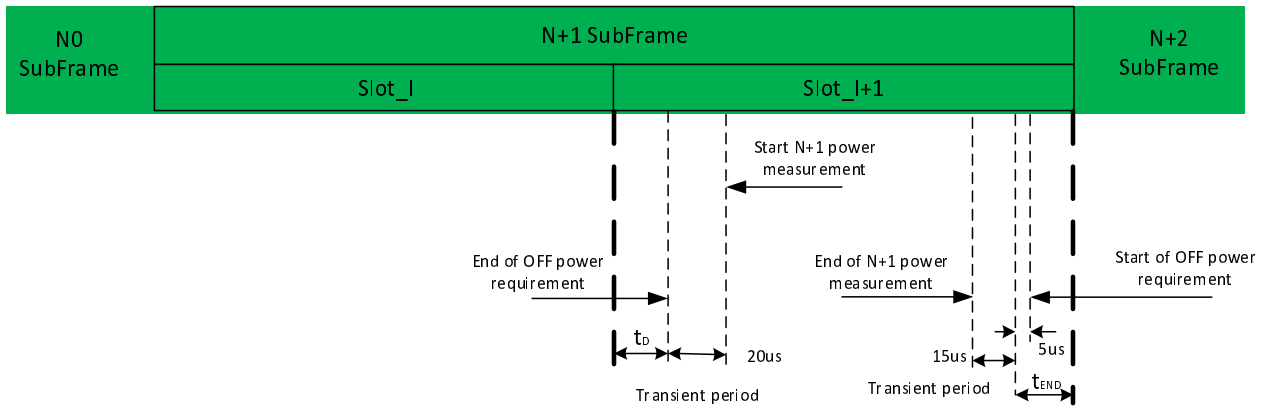 N0
SubFrame
N+1 SubFrame
N+2
SubFrame
Slot_I
Slot_I+1
Start N+1 power
measurement
End of OFF power
requirement
End of N+1 power
measurement
Start of OFF power
requirement
tD
20us
15us
5us
Transient period
Transient period
tEND